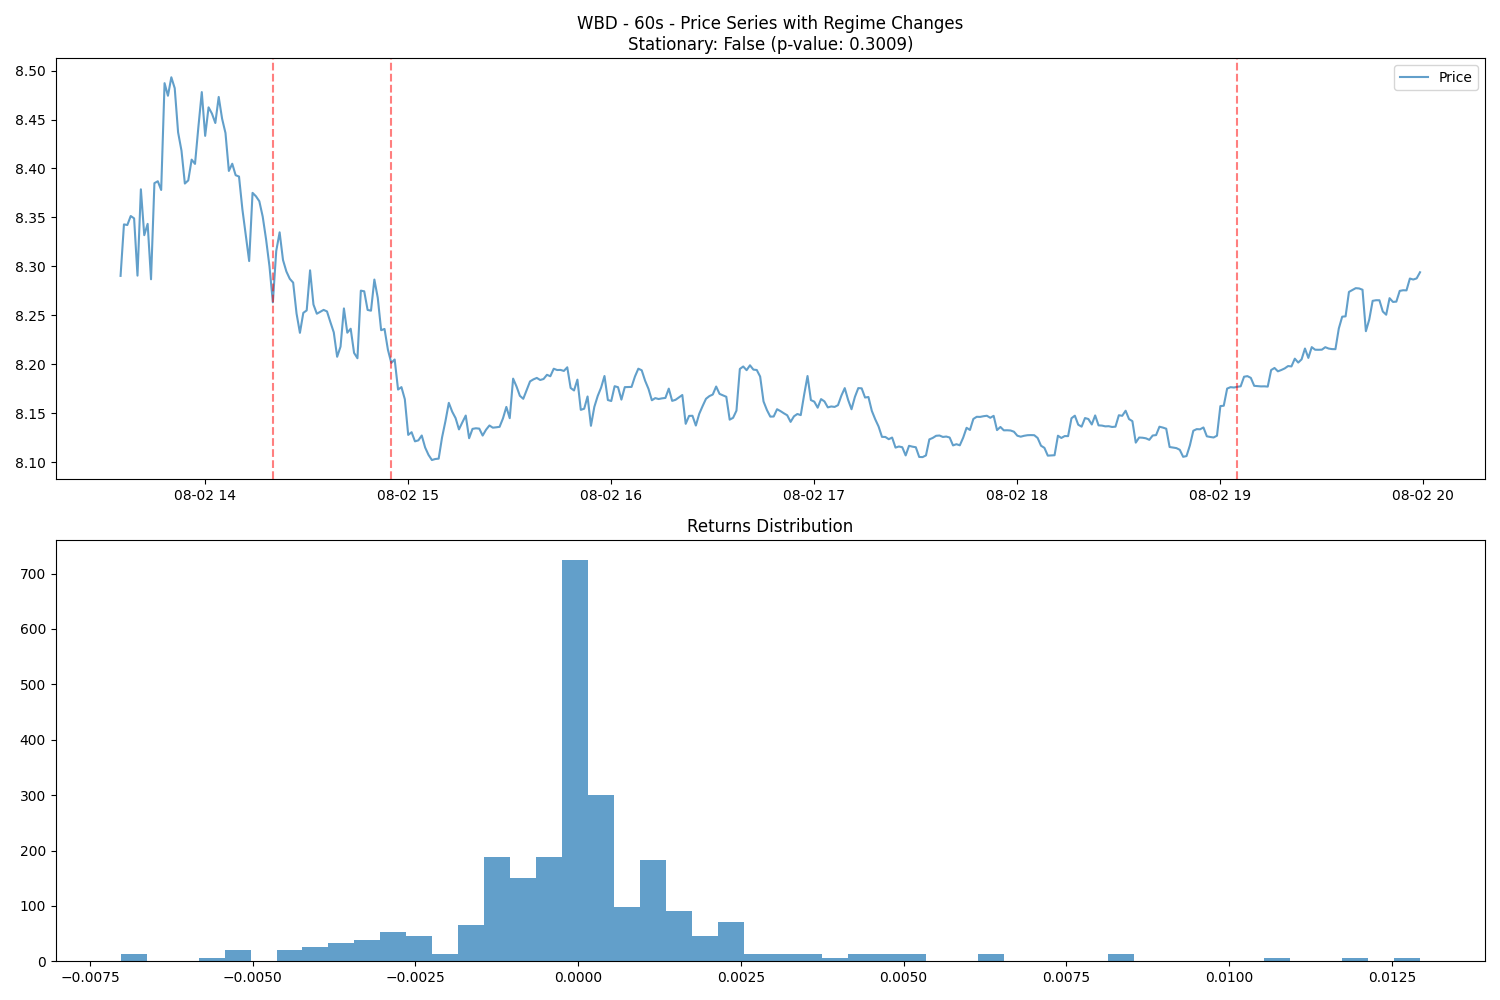 WBD - 60s - Price Series with Regime Changes
Stationary: False (p-value: 0.3009)
Price
8.50
8.45
8.40
8.35
8.30
8.25
8.20
8.15
8.10
08-02 14 08-02 15 08-02 16 08-02 17 08-02 18 08-02 19 08-02 20
Returns Distribution
700
600
500
400
300
200
100
0
−0.0075 −0.0050 −0.0025 0.0000 0.0025 0.0050 0.0075 0.0100 0.0125